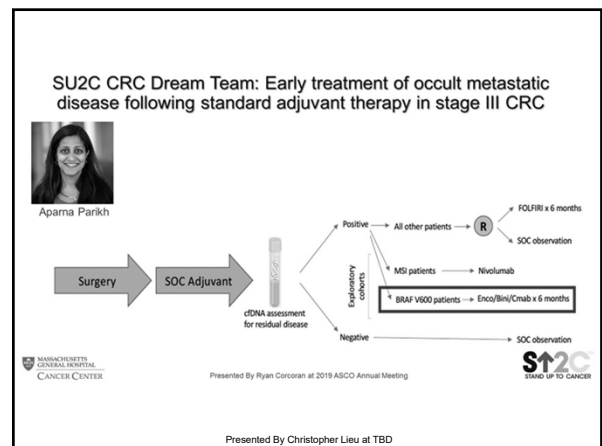 SU2C CRC Dream Team: Early treatment of occult metastatic
disease following standard adjuvant therapy in stage III CRC
Aparna Parikh
Surgery
SOC Adjuvant
cfDNA assessment
for residual disease
Positive
All other patients
R
FOLFIRI x 6 months
SOC observation
Exploratory
cohorts
MSI patients
Nivolumab
BRAF V600 patients
Enco/Bini/Cmab x 6 months
Negative
SOC observation
MASSACHUSETTS
GENERAL HOSPITAL
CANCER CENTER
Presented By Ryan Corcoran at 2019 ASCO Annual Meeting
SU2C
STAND UP TO CANCER
Presented By Christopher Lieu at TBD